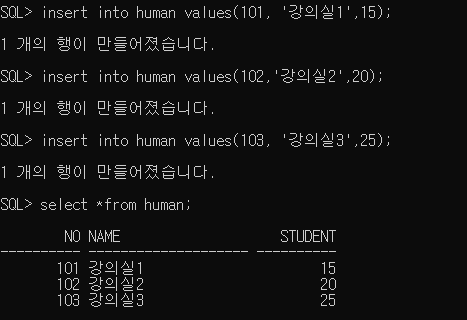 SQL> insert into human values(101, '강의실1',15);
1 개의 행이 만들어졌습니다.
SQL> insert into human values(102,'강의실2',20);
1 개의 행이 만들어졌습니다.
SQL> insert into human values(103, '강의실3',25);
1 개의 행이 만들어졌습니다.
SQL> select *from human;
NO NAME STUDENT
---------- -------------------- ----------
101 강의실1 15
102 강의실2 20
103 강의실3 25